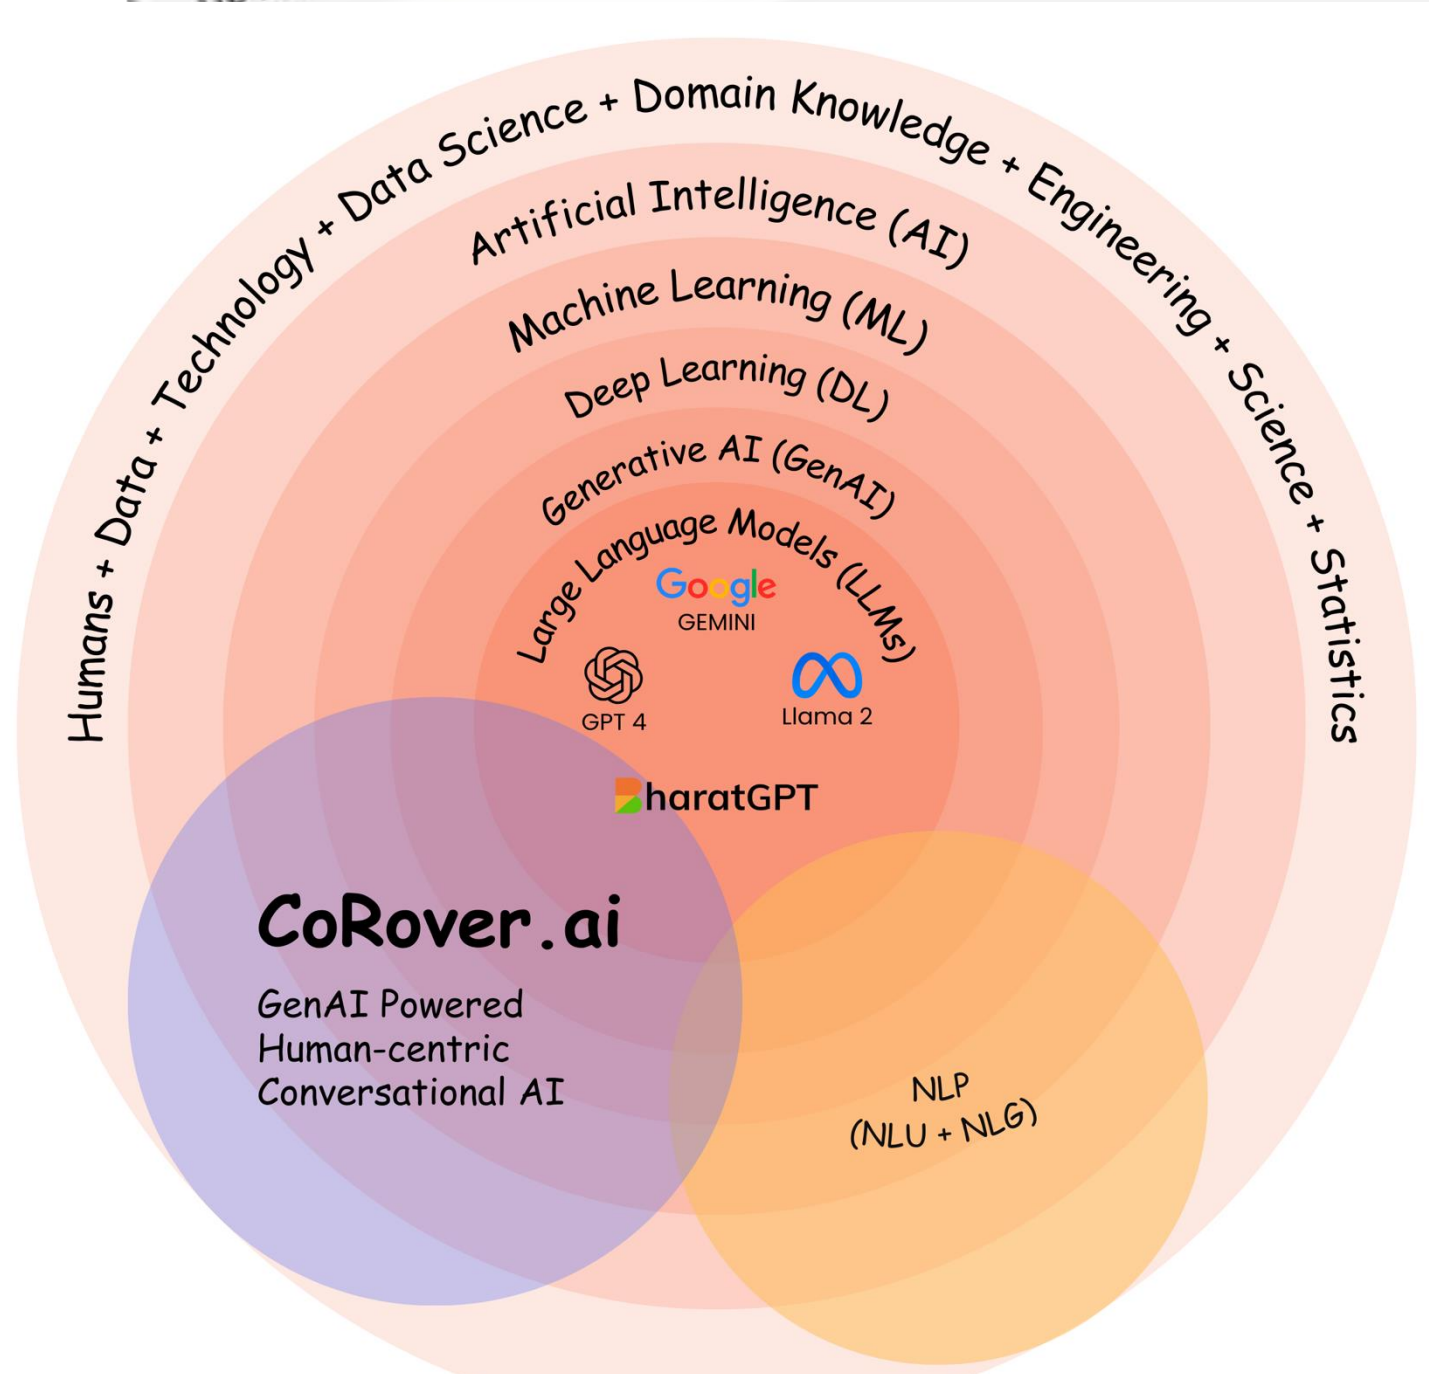 Humans + Data + Technology + Data Science + Domain Knowledge + Engineering + Science + Statistics
Artificial Intelligence (AI)
Machine Learning (ML)
Deep Learning (DL)
Generative AI (GenAI)
Large Language Models (LLMs)
Google
GEMINI
GPT 4
Llama 2
BharatGPT
CoRover.ai
GenAI Powered
Human-centric
Conversational AI
NLP
(NLU + NLG)